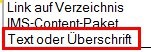 Link auf Verzeichnis
IMS-Content-Paket
Text oder Überschrift